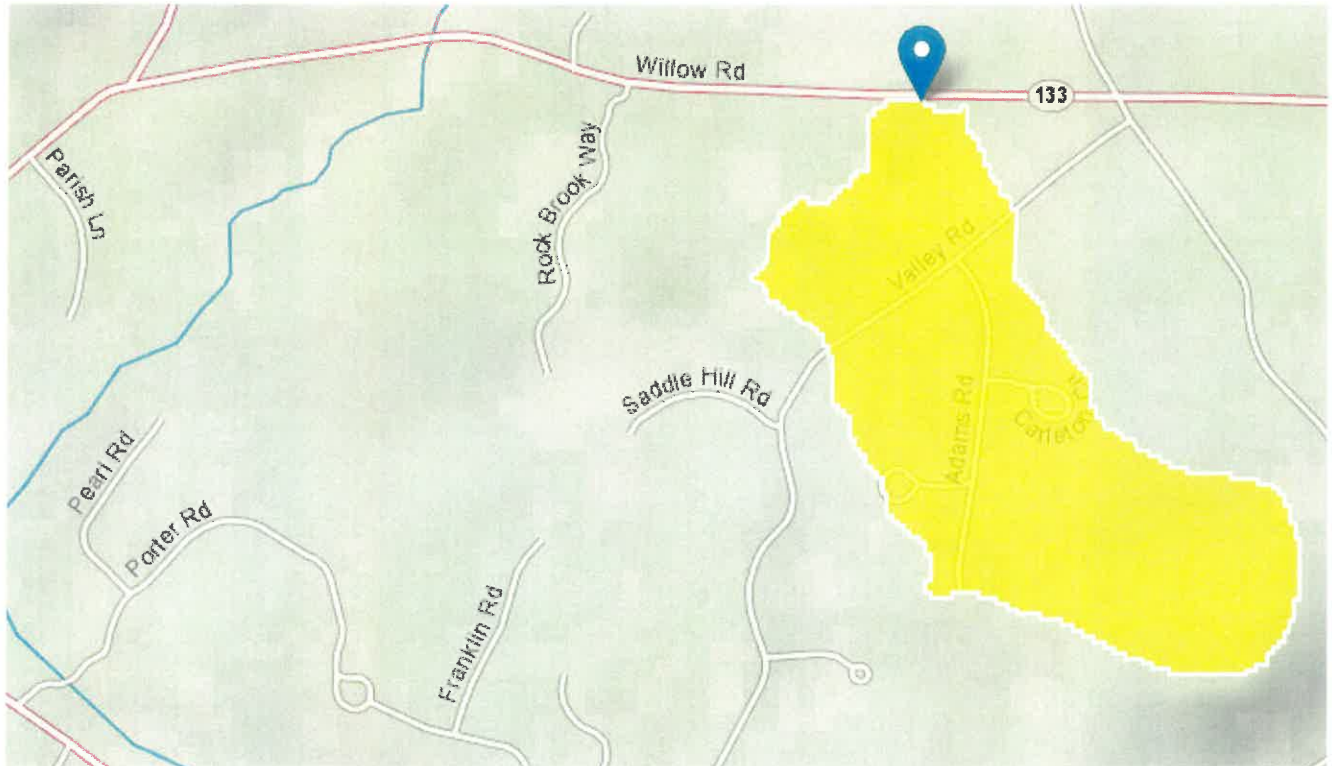 Willow Rd
133
Parish Ln
Rock Brook Way
Valley Rd
Saddle Hill Rd
Carleton
Adams Rd
Pearl Rd
Porter Rd
Franklin Rd